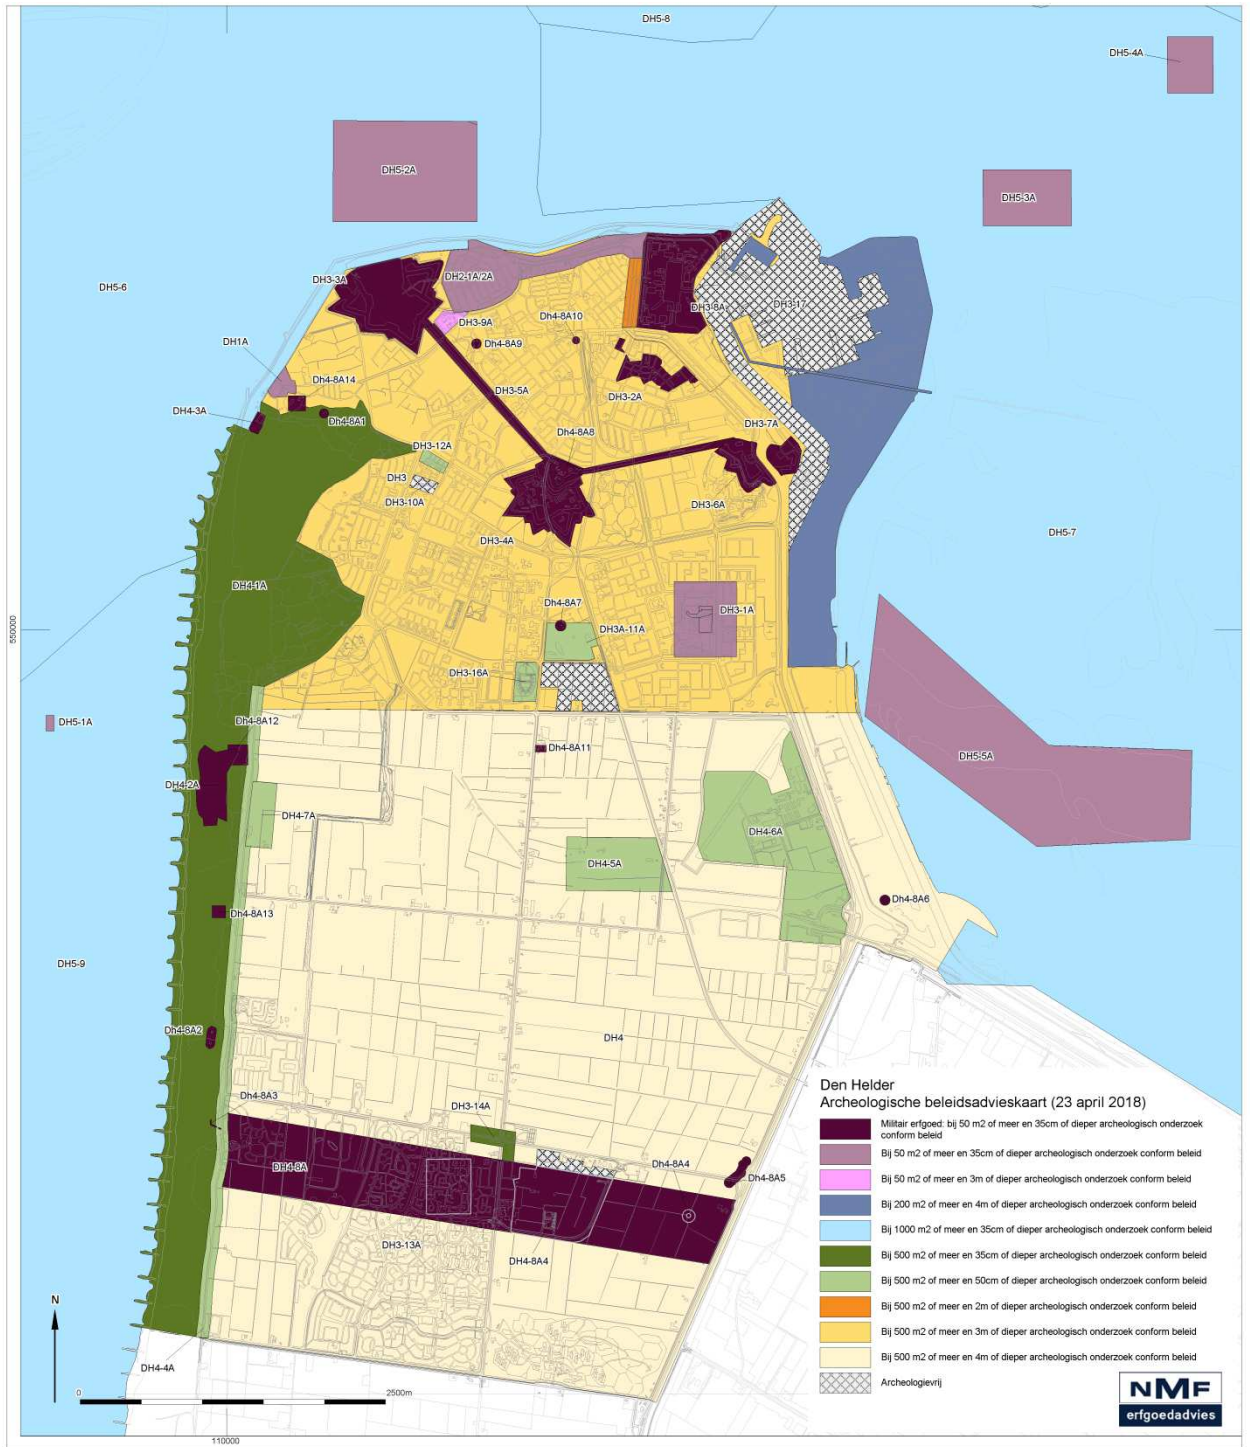 DH5-8
DH5-4A
DH5-2A
DH5-3A
DH3-3A
DH2-1A/2A
DH5-6
DH3-8A
DH3-17
DH3-9A
Dh4-8A10
DH1A
Dh4-8A9
Dh4-8A14
DH3-5A
DH3-2A
DH4-3A
Dh4-8A1
DH3-7A
Dh4-8A8
DH3-12A
DH3
DH3-10A
DH3-6A
DH5-7
DH3-4A
DH4-1A
Dh4-8A7
DH3-1A
550000
DH3A-11A
DH3-16A
Dh4-8A12
DH5-1A
Dh4-8A11
DH5-5A
DH4-2A
DH4-7A
DH4-6A
DH4-5A
Dh4-8A6
Dh4-8A13
DH5-9
Dh4-8A2
DH4
Dh4-8A3
DH3-14A
DH4-8A
Dh4-8A4
Dh4-8A5
DH3-13A
DH4-8A4
DH4-4A
N
0 2500m
110000
Den Helder
Archeologische beleidsadvieskaart (23 april 2018)
Militair erfgoed: bij 50 m2 of meer en 35cm of dieper archeologisch onderzoek
conform beleid
Bij 50 m2 of meer en 35cm of dieper archeologisch onderzoek conform beleid
Bij 50 m2 of meer en 3m of dieper archeologisch onderzoek conform beleid
Bij 200 m2 of meer en 4m of dieper archeologisch onderzoek conform beleid
Bij 1000 m2 of meer en 35cm of dieper archeologisch onderzoek conform beleid
Bij 500 m2 of meer en 35cm of dieper archeologisch onderzoek conform beleid
Bij 500 m2 of meer en 50cm of dieper archeologisch onderzoek conform beleid
Bij 500 m2 of meer en 2m of dieper archeologisch onderzoek conform beleid
Bij 500 m2 of meer en 3m of dieper archeologisch onderzoek conform beleid
Bij 500 m2 of meer en 4m of dieper archeologisch onderzoek conform beleid
Archeologievrij
NMF
erfgoedadvies